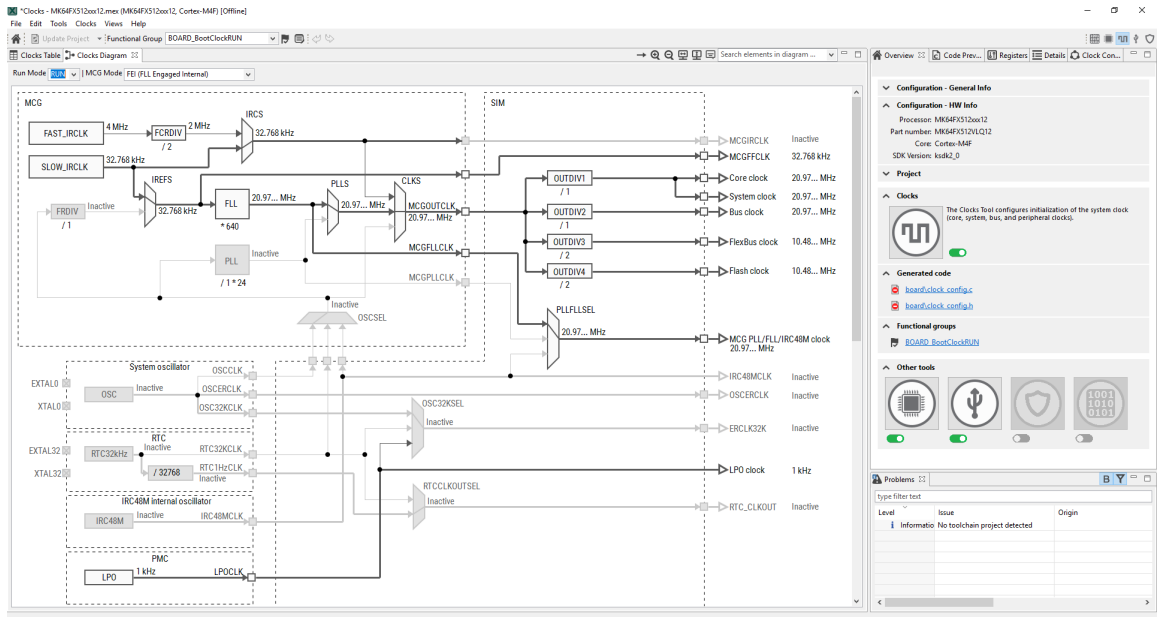 *Clocks - MK64FX512xxx12.mex (MK64FX512xxx12, Cortex-M4F) [Offline]
File Edit Tools Clocks Views Help
Update Project Functional Group BOARD_BootClockRUN
Clocks Table Clocks Diagram Search elements in diagram ...
Run Mode RUN | MCG Mode FEI (FLL Engaged Internal)
MCG
FAST_IRCLK 4 MHz FCRDIV 2 MHz
/ 2
IRCS
32.768 kHz
SLOW_IRCLK 32.768 kHz
IREFS
32.768 kHz
FRDIV Inactive
/ 1
FLL 20.97... MHz
* 640
PLL Inactive
/ 1 * 24
PLLS
20.97... MHz
CLKS
MCGOUTCLK
20.97... MHz
MCGFLLCLK
MCGPLLCLK
Inactive
OSCSEL
SIM
OUTDIV1
/ 1
OUTDIV2
/ 1
OUTDIV3
/ 2
OUTDIV4
/ 2
PLLFLLSEL
20.97... MHz
MCGIRCLK Inactive
MCGFFCLK 32.768 kHz
Core clock 20.97... MHz
System clock 20.97... MHz
Bus clock 20.97... MHz
FlexBus clock 10.48... MHz
Flash clock 10.48... MHz
MCG PLL/FLL/IRC48M clock
20.97... MHz
IRC48MCLK Inactive
OSCERCLK Inactive
ERCLK32K Inactive
LPO clock 1 kHz
RTC_CLKOUT Inactive
System oscillator
EXTAL0
XTAL0
OSC Inactive
OSCCLK
OSCERCLK
OSC32KCLK
OSC32KSEL
Inactive
RTC
EXTAL32
XTAL32
RTC32kHz Inactive
RTC32KCLK
/ 32768
RTC1HzCLK
Inactive
RTCCLKOUTSEL
Inactive
IRC48M internal oscillator
IRC48M Inactive IRC48MCLK
PMC
LPO 1 kHz LPOCLK
Overview Code Prev... Registers Details Clock Con...
Configuration - General Info
Configuration - HW Info
Processor: MK64FX512xxx12
Part number: MK64FX512VLQ12
Core: Cortex-M4F
SDK Version: ksdk2_0
Project
Clocks
The Clocks Tool configures initialization of the system clock
(core, system, bus, and peripheral clocks).
Generated code
board\clock_config.c
board\clock_config.h
Functional groups
BOARD_BootClockRUN
Other tools
1001
1010
0101
Problems
B
type filter text
Level Issue Origin
Informatio No toolchain project detected